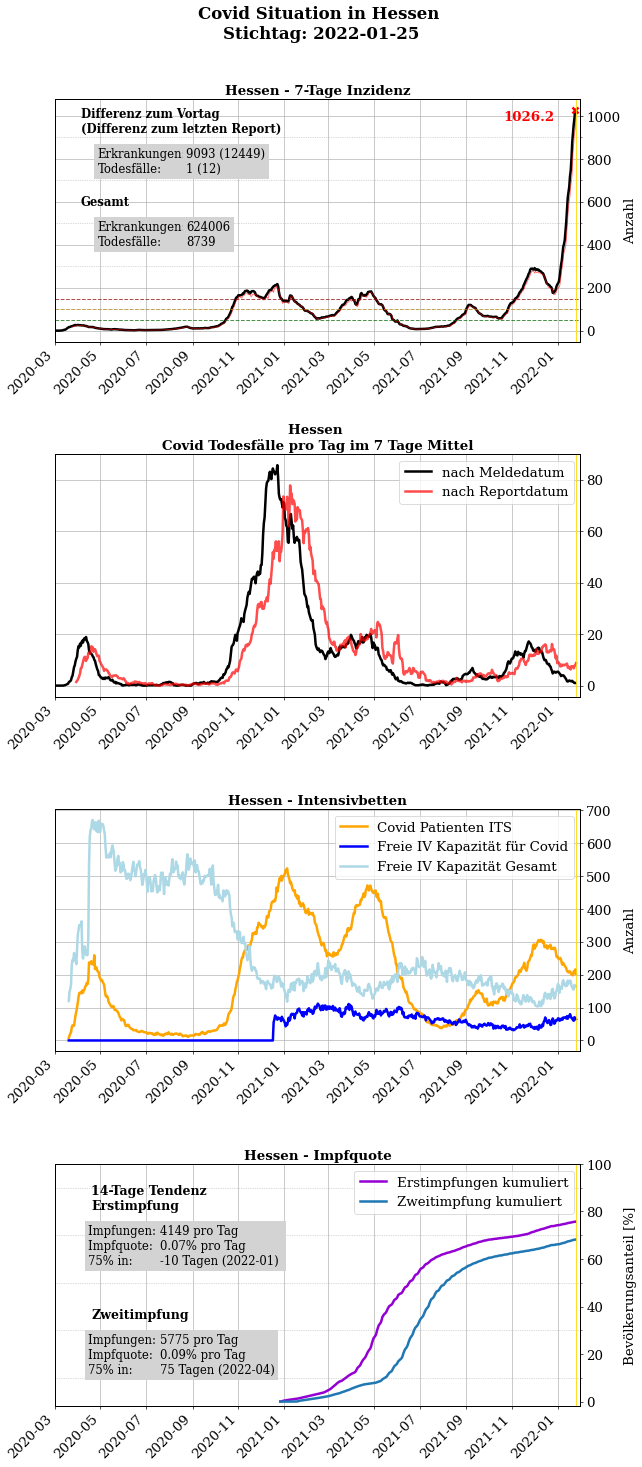 Covid Situation in Hessen
Stichtag: 2022-01-25
Hessen - 7-Tage Inzidenz
Differenz zum Vortag
(Differenz zum letzten Report)
Erkrankungen 9093 (12449)
Todesfälle: 1 (12)
Gesamt
Erkrankungen 624006
Todesfälle: 8739
1026.2
1000
800
600
400
200
0
Anzahl
2020-03
2020-05
2020-07
2020-09
2020-11
2021-01
2021-03
2021-05
2021-07
2021-09
2021-11
2022-01
Hessen
Covid Todesfälle pro Tag im 7 Tage Mittel
nach Meldedatum
nach Reportdatum
80
60
40
20
0
2020-03
2020-05
2020-07
2020-09
2020-11
2021-01
2021-03
2021-05
2021-07
2021-09
2021-11
2022-01
Hessen - Intensivbetten
Covid Patienten ITS
Freie IV Kapazität für Covid
Freie IV Kapazität Gesamt
700
600
500
400
300
200
100
0
Anzahl
2020-03
2020-05
2020-07
2020-09
2020-11
2021-01
2021-03
2021-05
2021-07
2021-09
2021-11
2022-01
Hessen - Impfquote
14-Tage Tendenz
Erstimpfung
Impfungen: 4149 pro Tag
Impfquote: 0.07% pro Tag
75% in: -10 Tagen (2022-01)
Zweitimpfung
Impfungen: 5775 pro Tag
Impfquote: 0.09% pro Tag
75% in: 75 Tagen (2022-04)
Erstimpfungen kumuliert
Zweitimpfung kumuliert
100
80
60
40
20
0
Bevölkerungsanteil [%]
2020-03
2020-05
2020-07
2020-09
2020-11
2021-01
2021-03
2021-05
2021-07
2021-09
2021-11
2022-01